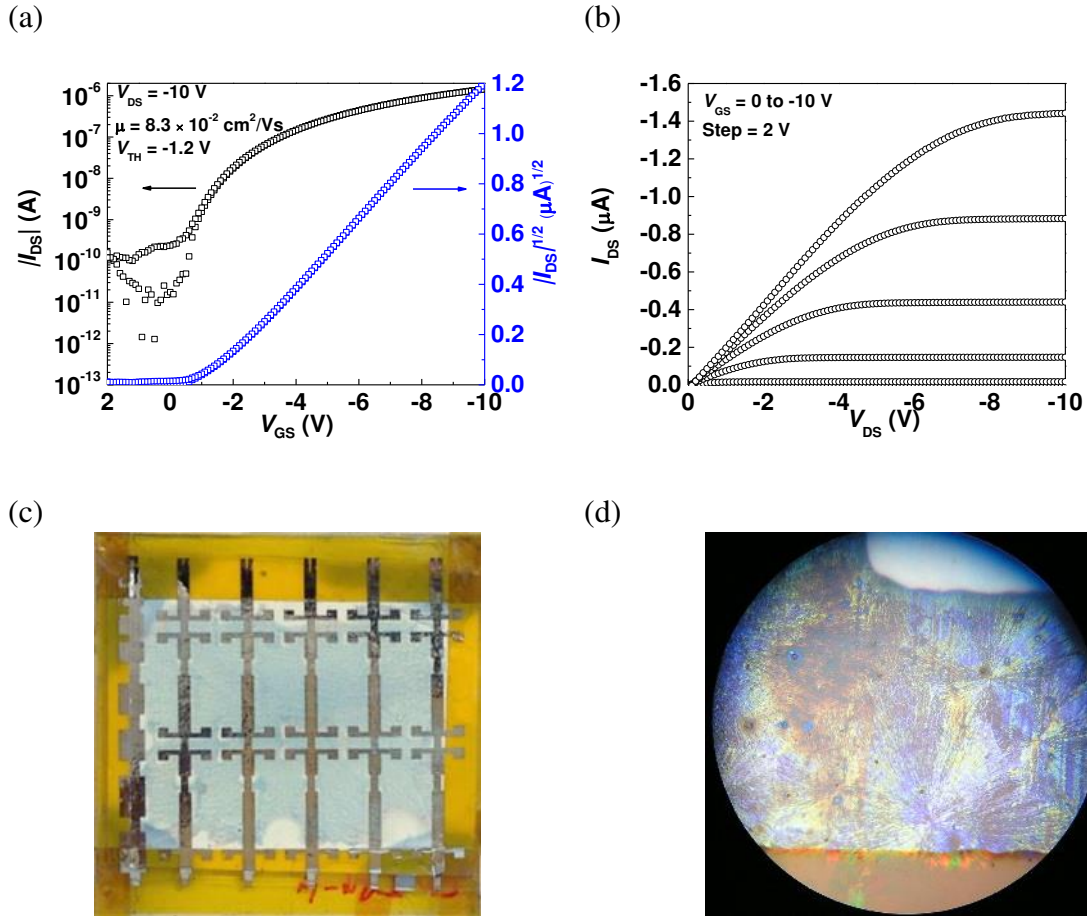 (a)
10⁻⁶
10⁻⁷
10⁻⁸
10⁻⁹
10⁻¹⁰
10⁻¹¹
10⁻¹²
10⁻¹³
|I_DS| (A)
V_DS = -10 V
μ = 8.3 × 10⁻² cm²/Vs
V_TH = -1.2 V
1.2
1.0
0.8
0.6
0.4
0.2
0.0
|I_DS|^1/2 (μA)^1/2
2 0 -2 -4 -6 -8 -10
V_GS (V)
(b)
-1.6
-1.4
-1.2
-1.0
-0.8
-0.6
-0.4
-0.2
0.0
I_DS (μA)
V_GS = 0 to -10 V
Step = 2 V
0 -2 -4 -6 -8 -10
V_DS (V)
(c)
(d)